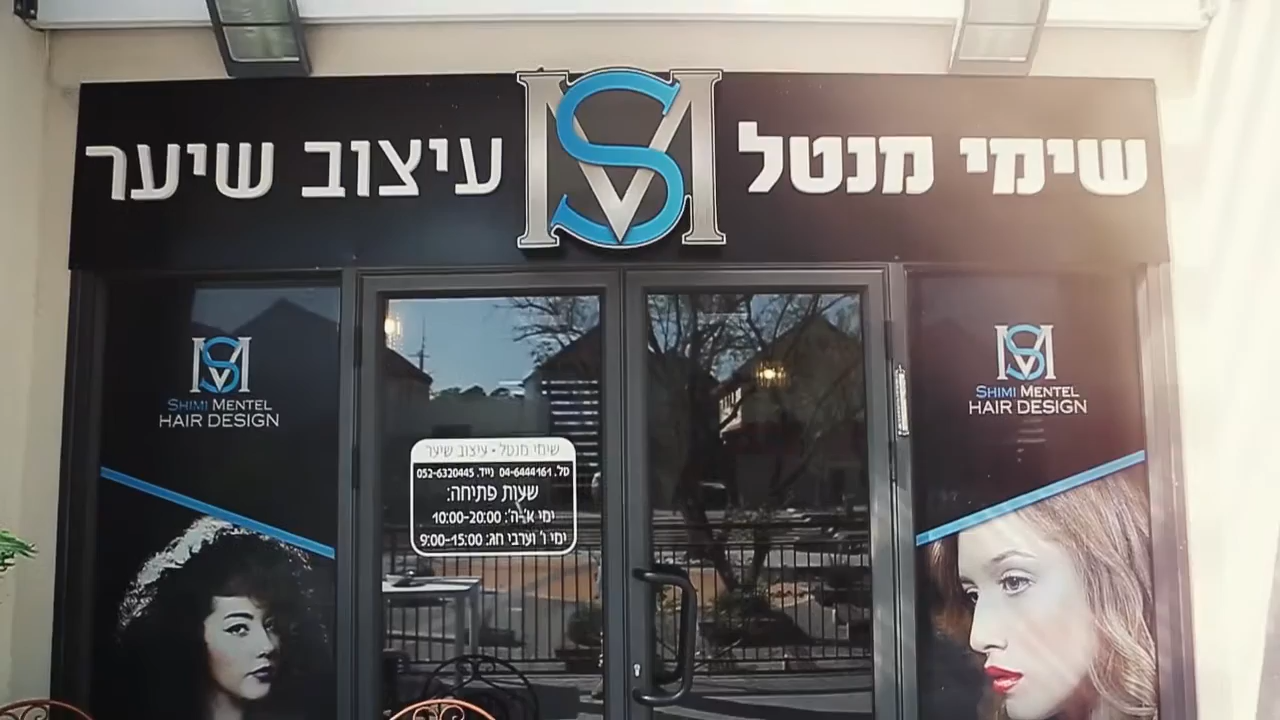 שימי מנטל SM עיצוב שיער
SM
SHIMI MENTEL
HAIR DESIGN
שימי מנטל - עיצוב שיער
טל. 04-6444161 נייד. 052-6320445
שעות פתיחה:
ימי א'-ה': 10:00-20:00
ימי ו' וערבי חג: 9:00-15:00
SM
SHIMI MENTEL
HAIR DESIGN